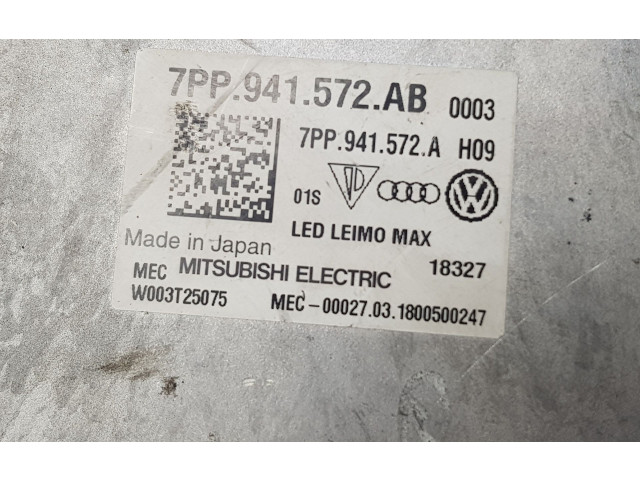 7PP.941.572.AB 0003
7PP.941.572.A H09
01S
LED LEIMO MAX
Made in Japan
18327
MEC MITSUBISHI ELECTRIC
W003T25075 MEC-00027.03.1800500247